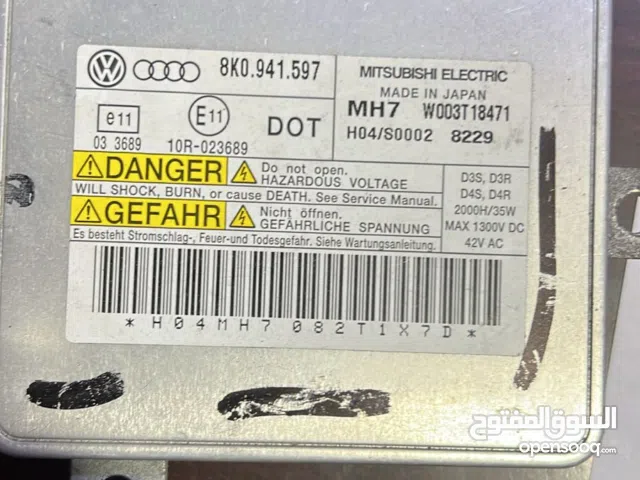 8K0.941.597
MITSUBISHI ELECTRIC
MADE IN JAPAN
MH7 W003T18471
H04/S0002 8229
e11
E11
DOT
03 3689
10R-023689
DANGER
Do not open.
HAZARDOUS VOLTAGE
WILL SHOCK, BURN, or cause DEATH. See Service Manual.
GEFAHR
Nicht öffnen.
GEFÄHRLICHE SPANNUNG
Es besteht Stromschlag-, Feuer-und Todesgefahr. Siehe Wartungsanleitung.
D3S, D3R
D4S, D4R
2000H/35W
MAX 1300V DC
42V AC
*H04MH7082T1X7D*
السوق المفتوح
opensooq.com